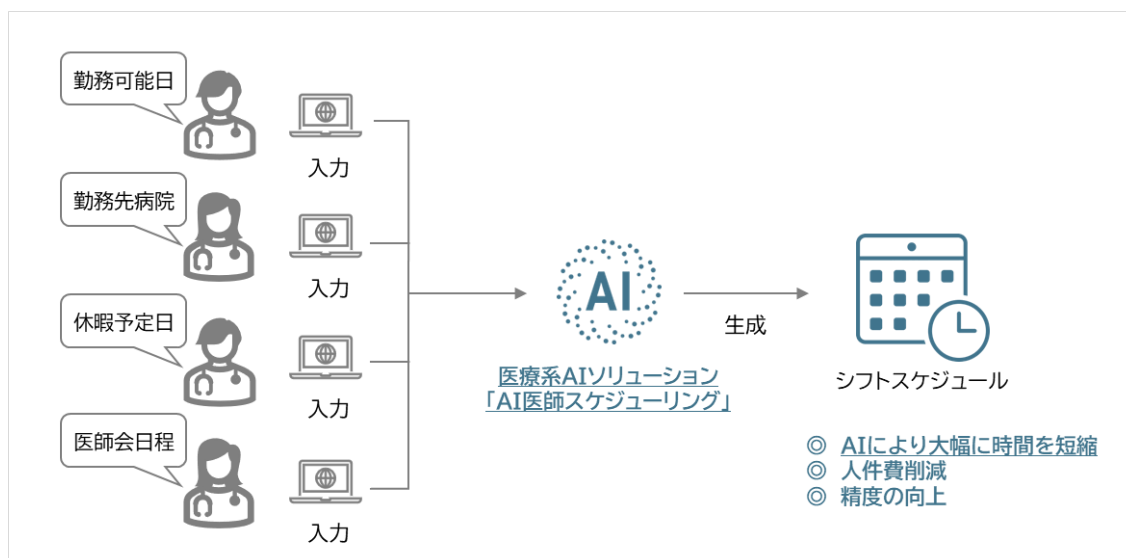 勤務可能日
入力
勤務先病院
入力
休暇予定日
入力
医師会日程
入力
AI
医療系AIソリューション
「AI医師スケジューリング」
生成
シフトスケジュール
◎ AIにより大幅に時間を短縮
◎ 人件費削減
◎ 精度の向上